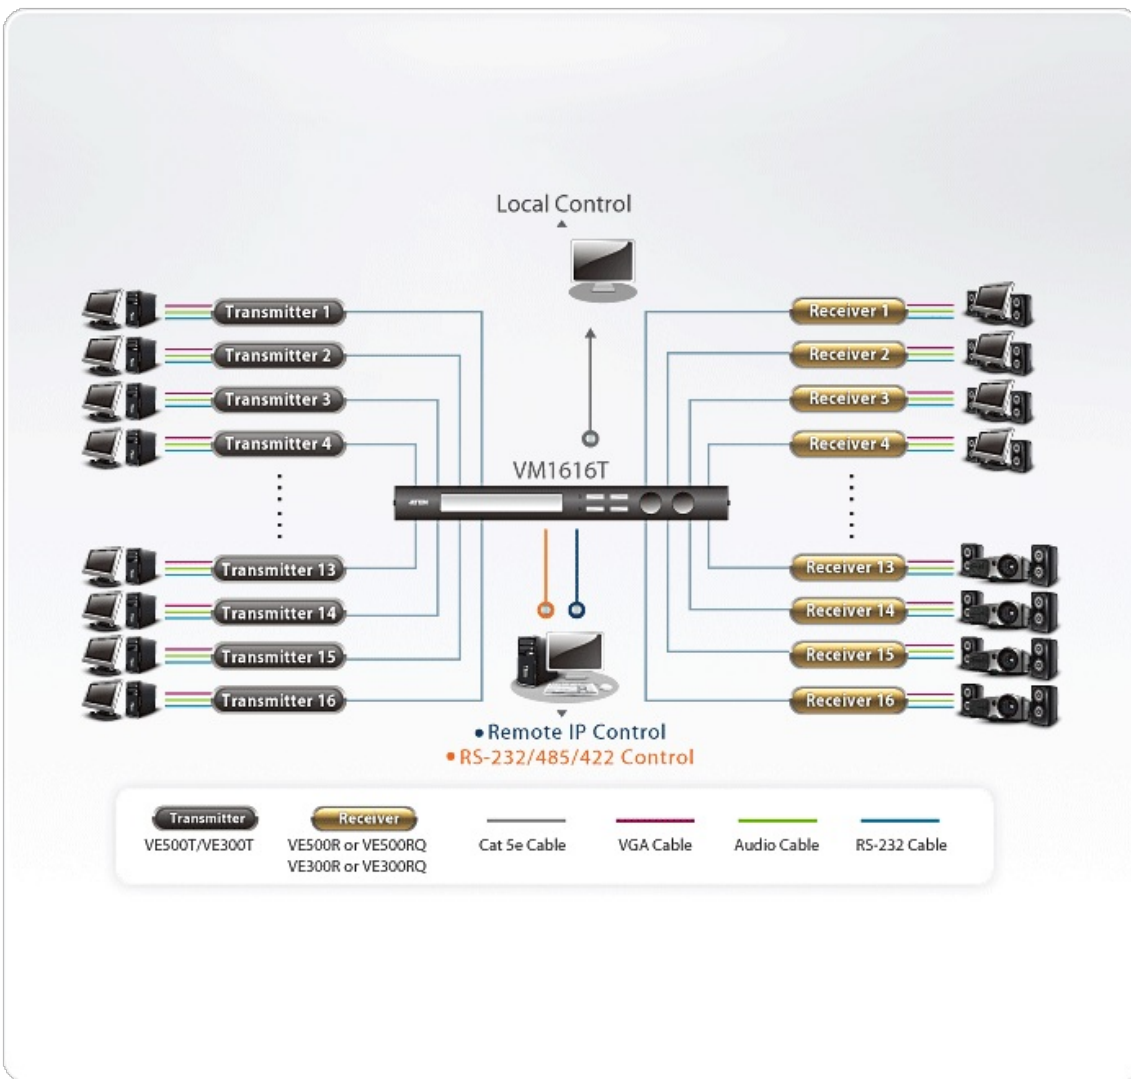 Local Control
Transmitter 1
Transmitter 2
Transmitter 3
Transmitter 4
Receiver 1
Receiver 2
Receiver 3
Receiver 4
VM1616T
ATEN
Transmitter 13
Transmitter 14
Transmitter 15
Transmitter 16
Receiver 13
Receiver 14
Receiver 15
Receiver 16
• Remote IP Control
• RS-232/485/422 Control
Transmitter
VE500T/VE300T
Receiver
VE500R or VE500RQ
VE300R or VE300RQ
Cat 5e Cable
VGA Cable
Audio Cable
RS-232 Cable